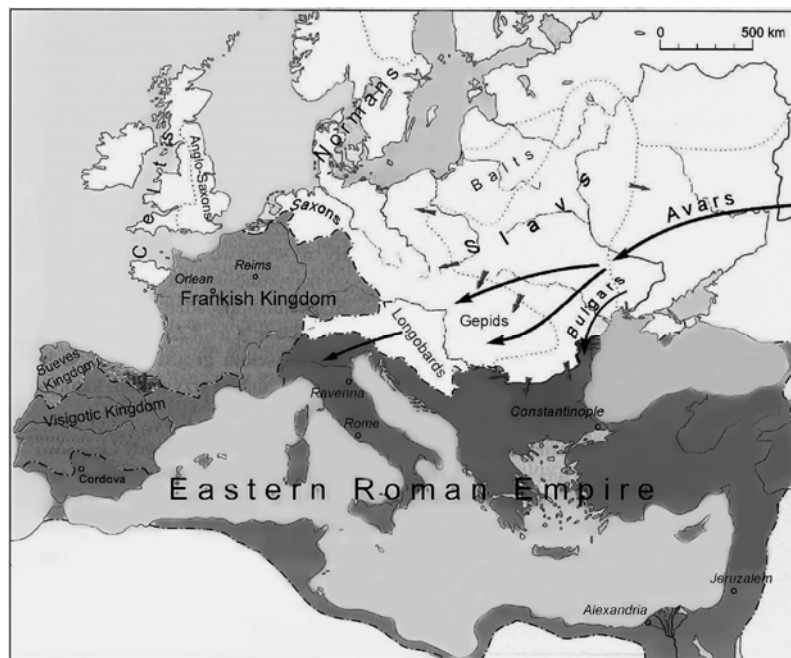 0 500 km
Normans
Celts
Anglo-Saxons
Balts
Saxons
Slavs
Avars
Orlean
Reims
Frankish Kingdom
Gepids
Bulgars
Longobards
Sueves
Kingdom
Visigotic Kingdom
Ravenna
Constantinople
Rome
Cordova
Eastern Roman Empire
Jeruzalem
Alexandria